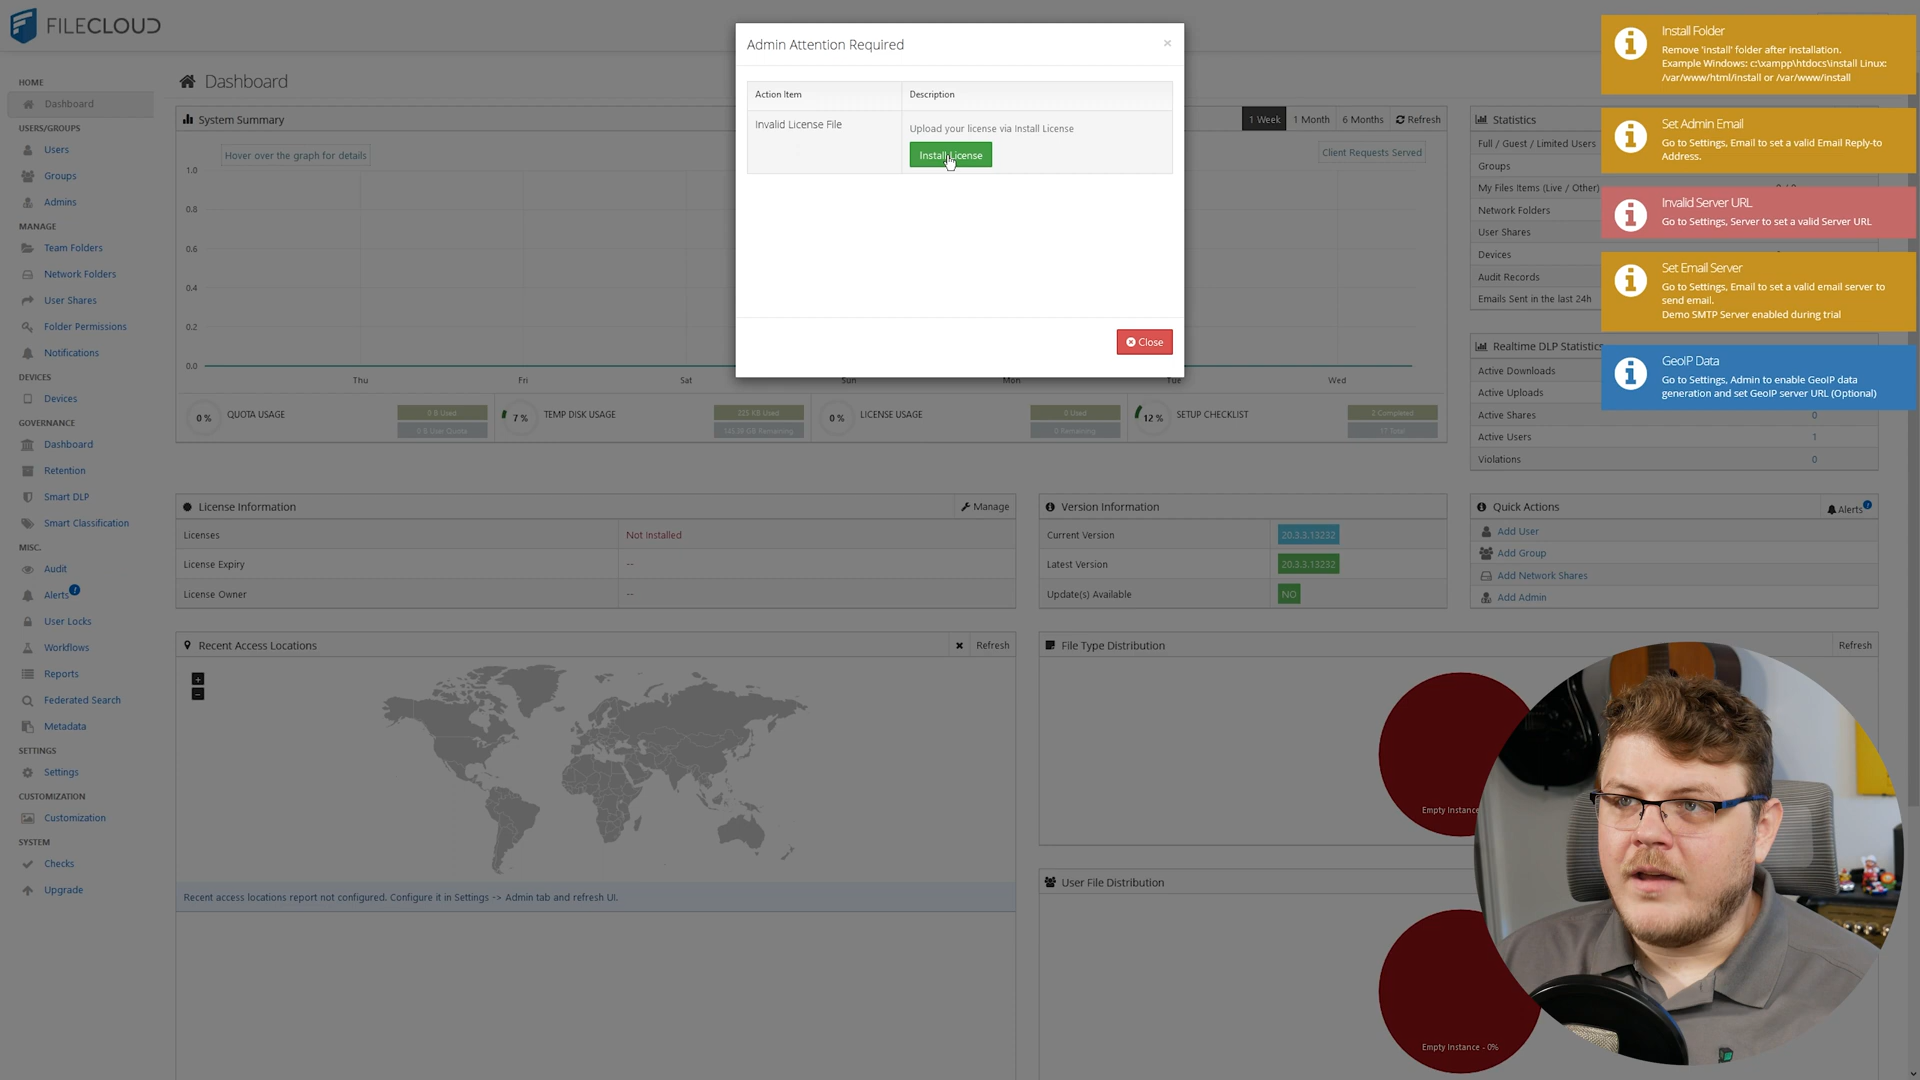 FILECLOUD
HOME
Dashboard
USERS/GROUPS
Users
Groups
Admins
MANAGE
Team Folders
Network Folders
User Shares
Folder Permissions
Notifications
DEVICES
Devices
GOVERNANCE
Dashboard
Retention
Smart DLP
Smart Classification
MISC.
Audit
Alerts
User Locks
Workflows
Reports
Federated Search
Metadata
SETTINGS
Settings
CUSTOMIZATION
Customization
SYSTEM
Checks
Upgrade
Dashboard
System Summary
1 Week 1 Month 6 Months Refresh
Hover over the graph for details
Client Requests Served
1.0
0.8
0.6
0.4
0.2
0.0
Thu Fri Sat Sun Mon Tue Wed
0 % QUOTA USAGE 0 B Used
0 B User Quota
7 % TEMP DISK USAGE 225 KB Used
0 % LICENSE USAGE 0 Used
0 Remaining
12 % SETUP CHECKLIST 2 Completed
17 Total
Admin Attention Required ×
Action Item Description
Invalid License File Upload your license via Install License
Install License
Close
Statistics
Full / Guest / Limited Users
Groups
My Files Items (Live / Other)
Network Folders
User Shares
Devices
Audit Records
Emails Sent in the last 24h
Realtime DLP Statistics
Active Downloads
Active Uploads
Active Shares 0
Active Users 1
Violations 0
Install Folder
Remove 'install' folder after installation.
Example Windows: c:\xampp\htdocs\install Linux:
/var/www/html/install or /var/www/install
Set Admin Email
Go to Settings, Email to set a valid Email Reply-to
Address.
Invalid Server URL
Go to Settings, Server to set a valid Server URL
Set Email Server
Go to Settings, Email to set a valid email server to
send email.
Demo SMTP Server enabled during trial
GeoIP Data
Go to Settings, Admin to enable GeoIP data
generation and set GeoIP server URL (Optional)
License Information Manage
Licenses Not installed
License Expiry --
License Owner --
Version Information
Current Version 20.3.3.13232
Latest Version 20.3.3.13232
Update(s) Available NO
Quick Actions Alerts
Add User
Add Group
Add Network Shares
Add Admin
Recent Access Locations Refresh
+
−
Recent access locations report not configured. Configure it in Settings -> Admin tab and refresh UI.
File Type Distribution Refresh
Empty Instance
User File Distribution
Empty Instance - 0%